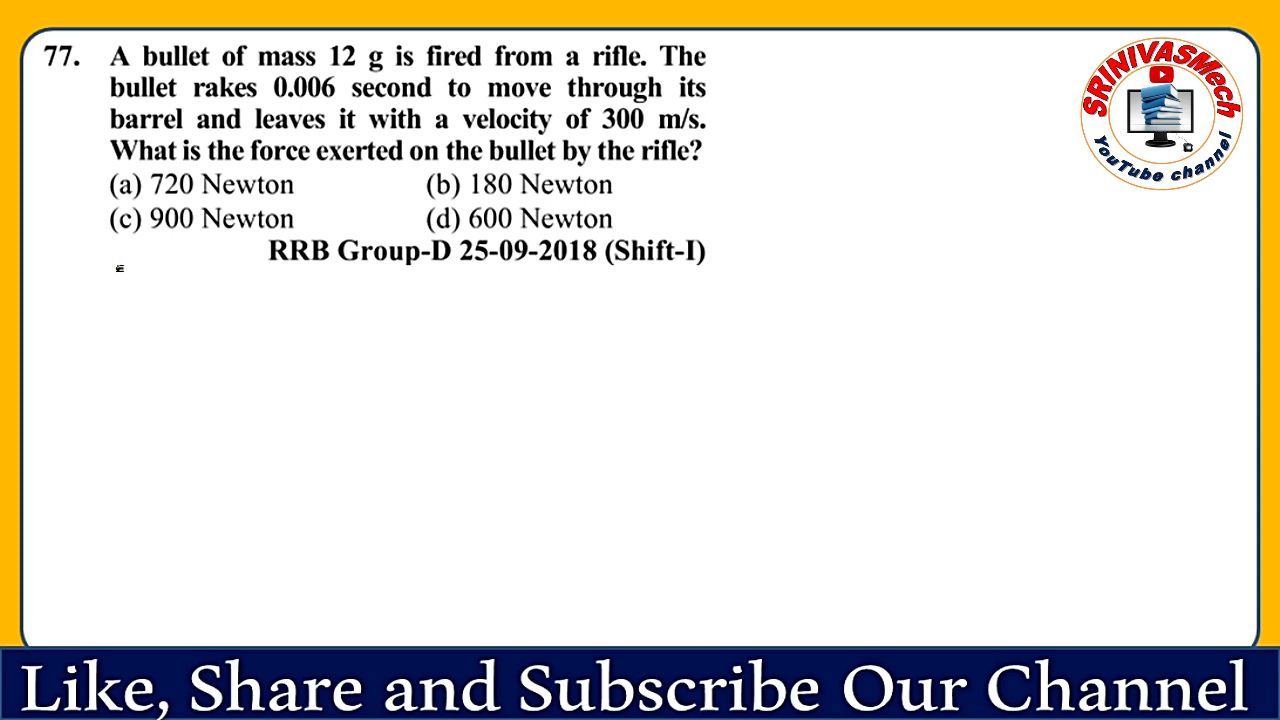 77. A bullet of mass 12 g is fired from a rifle. The
bullet rakes 0.006 second to move through its
barrel and leaves it with a velocity of 300 m/s.
What is the force exerted on the bullet by the rifle?
(a) 720 Newton (b) 180 Newton
(c) 900 Newton (d) 600 Newton
RRB Group-D 25-09-2018 (Shift-I)
SRINIVASMech
YouTube channel
Like, Share and Subscribe Our Channel